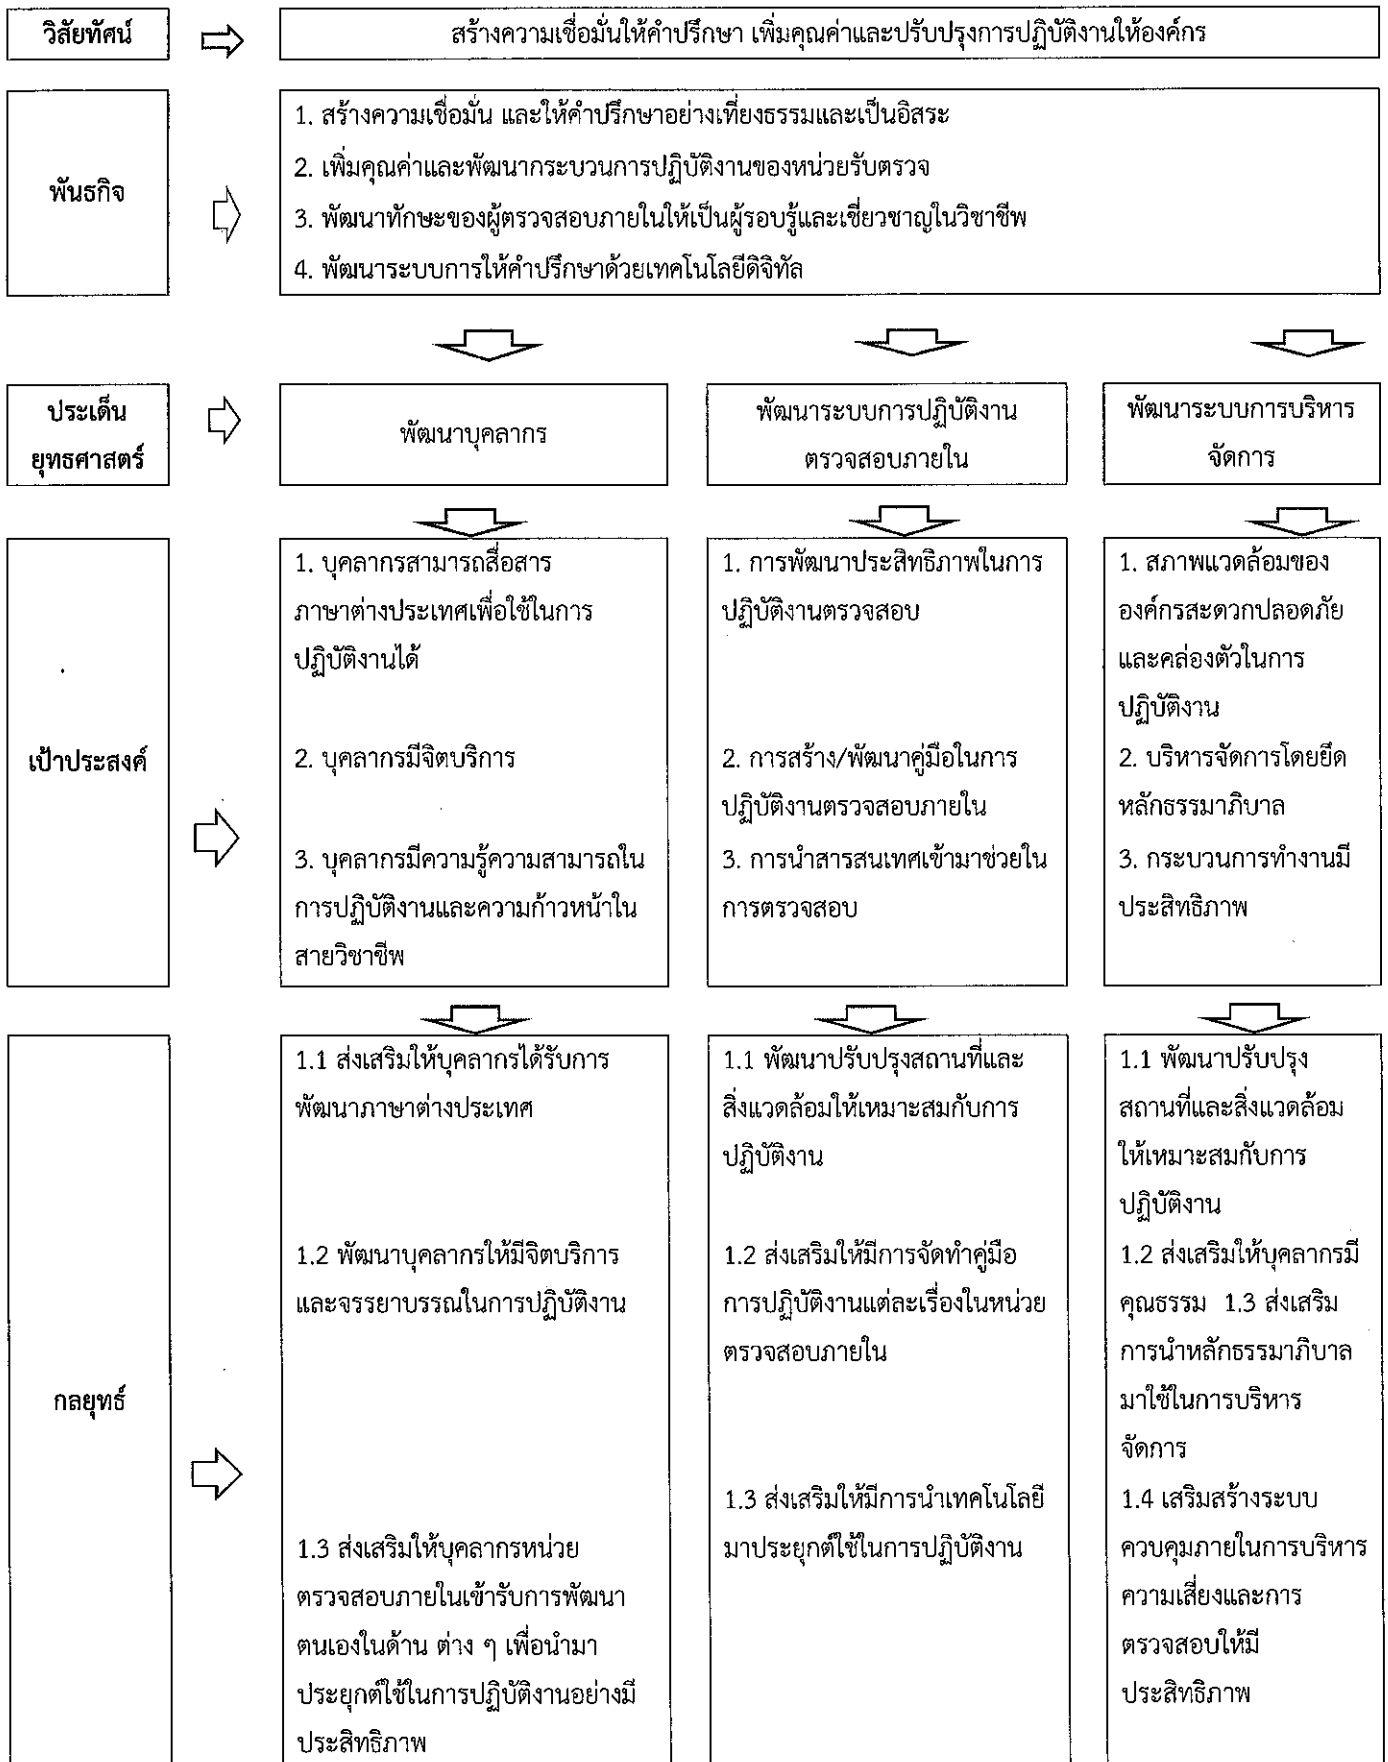 วิสัยทัศน์
สร้างความเชื่อมั่นให้คำปรึกษา เพิ่มคุณค่าและปรับปรุงการปฏิบัติงานให้องค์กร
พันธกิจ
1. สร้างความเชื่อมั่น และให้คำปรึกษาอย่างเที่ยงธรรมและเป็นอิสระ
2. เพิ่มคุณค่าและพัฒนากระบวนการปฏิบัติงานของหน่วยรับตรวจ
3. พัฒนาทักษะของผู้ตรวจสอบภายในให้เป็นผู้รอบรู้และเชี่ยวชาญในวิชาชีพ
4. พัฒนาระบบการให้คำปรึกษาด้วยเทคโนโลยีดิจิทัล
ประเด็น
ยุทธศาสตร์
พัฒนาบุคลากร
พัฒนาระบบการปฏิบัติงาน
ตรวจสอบภายใน
พัฒนาระบบการบริหาร
จัดการ
เป้าประสงค์
1. บุคลากรสามารถสื่อสาร
ภาษาต่างประเทศเพื่อใช้ในการ
ปฏิบัติงานได้
2. บุคลากรมีจิตบริการ
3. บุคลากรมีความรู้ความสามารถใน
การปฏิบัติงานและความก้าวหน้าใน
สายวิชาชีพ
1. การพัฒนาประสิทธิภาพในการ
ปฏิบัติงานตรวจสอบ
2. การสร้าง/พัฒนาคู่มือในการ
ปฏิบัติงานตรวจสอบภายใน
3. การนำสารสนเทศเข้ามาช่วยใน
การตรวจสอบ
1. สภาพแวดล้อมของ
องค์กรสะดวกปลอดภัย
และคล่องตัวในการ
ปฏิบัติงาน
2. บริหารจัดการโดยยึด
หลักธรรมาภิบาล
3. กระบวนการทำงานมี
ประสิทธิภาพ
กลยุทธ์
1.1 ส่งเสริมให้บุคลากรได้รับการ
พัฒนาภาษาต่างประเทศ
1.2 พัฒนาบุคลากรให้มีจิตบริการ
และจรรยาบรรณในการปฏิบัติงาน
1.3 ส่งเสริมให้บุคลากรหน่วย
ตรวจสอบภายในเข้ารับการพัฒนา
ตนเองในด้าน ต่าง ๆ เพื่อนำมา
ประยุกต์ใช้ในการปฏิบัติงานอย่างมี
ประสิทธิภาพ
1.1 พัฒนาปรับปรุงสถานที่และ
สิ่งแวดล้อมให้เหมาะสมกับการ
ปฏิบัติงาน
1.2 ส่งเสริมให้มีการจัดทำคู่มือ
การปฏิบัติงานแต่ละเรื่องในหน่วย
ตรวจสอบภายใน
1.3 ส่งเสริมให้มีการนำเทคโนโลยี
มาประยุกต์ใช้ในการปฏิบัติงาน
1.1 พัฒนาปรับปรุง
สถานที่และสิ่งแวดล้อม
ให้เหมาะสมกับการ
ปฏิบัติงาน
1.2 ส่งเสริมให้บุคลากรมี
คุณธรรม 1.3 ส่งเสริม
การนำหลักธรรมาภิบาล
มาใช้ในการบริหาร
จัดการ
1.4 เสริมสร้างระบบ
ควบคุมภายในการบริหาร
ความเสี่ยงและการ
ตรวจสอบให้มี
ประสิทธิภาพ